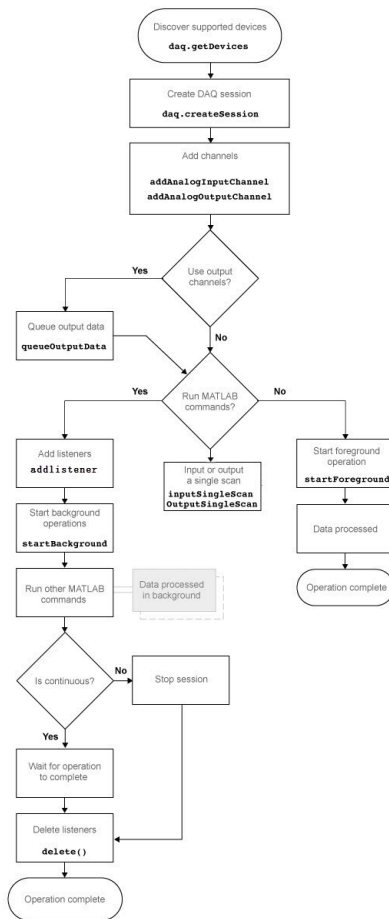 Discover supported devices
daq.getDevices
Create DAQ session
daq.createSession
Add channels
addAnalogInputChannel
addAnalogOutputChannel
Use output
channels?
Yes
No
Queue output data
queueOutputData
Run MATLAB
commands?
Yes
No
Add listeners
addlistener
Input or output
a single scan
inputSingleScan
OutputSingleScan
Start foreground
operation
startForeground
Start background
operations
startBackground
Data processed
Run other MATLAB
commands
Data processed
in background
Operation complete
Is continuous?
No
Stop session
Yes
Wait for operation
to complete
Delete listeners
delete()
Operation complete